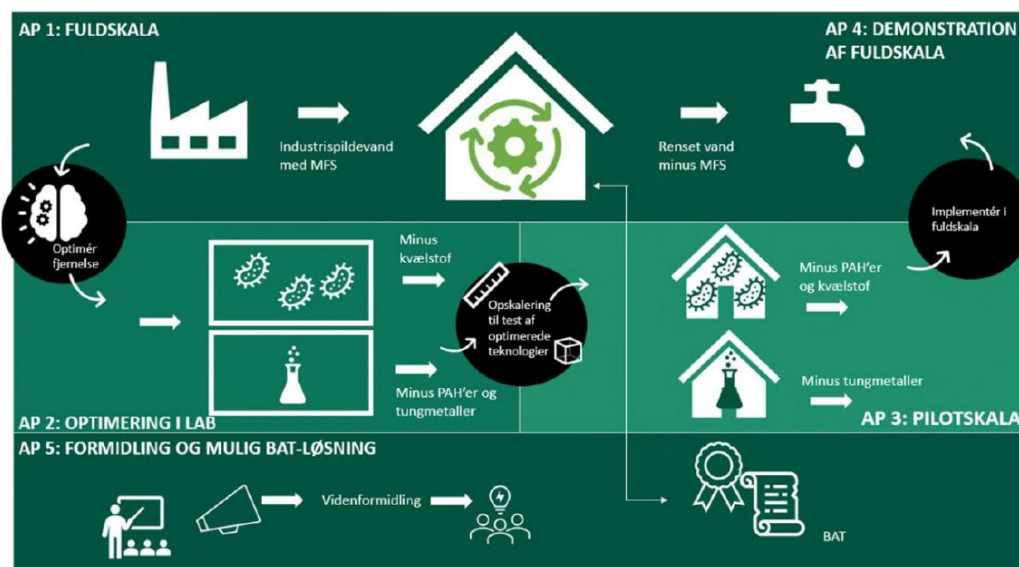 AP 1: FULDSKALA
AP 4: DEMONSTRATION
AF FULDSKALA
Industrispildevand
med MFS
Renset vand
minus MFS
Optimér
fjernelse
Implementér i
fuldskala
Minus
kvælstof
Opskalering
til test af
optimerede
teknologier
Minus PAH'er
og kvælstof
Minus PAH'er og
tungmetaller
Minus tungmetaller
AP 2: OPTIMERING I LAB
AP 3: PILOTSKALA
AP 5: FORMIDLING OG MULIG BAT-LØSNING
Videnformidling
BAT